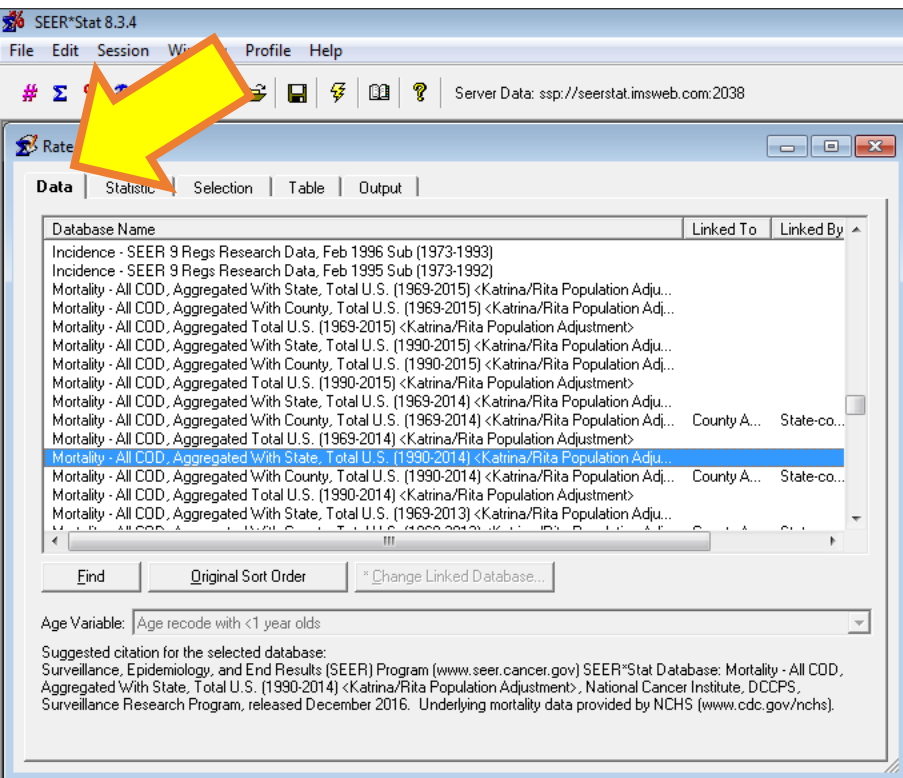 SEER*Stat 8.3.4
File Edit Session Profile Help
# Σ Server Data: ssp://seerstat.imsweb.com:2038
Rate
Data Statistic Selection Table Output
Database Name Linked To Linked By
Incidence - SEER 9 Regs Research Data, Feb 1996 Sub (1973-1993)
Incidence - SEER 9 Regs Research Data, Feb 1995 Sub (1973-1992)
Mortality - All COD, Aggregated With State, Total U.S. (1969-2015) <Katrina/Rita Population Adju...
Mortality - All COD, Aggregated With County, Total U.S. (1969-2015) <Katrina/Rita Population Adj...
Mortality - All COD, Aggregated Total U.S. (1969-2015) <Katrina/Rita Population Adjustment>
Mortality - All COD, Aggregated With State, Total U.S. (1990-2015) <Katrina/Rita Population Adju...
Mortality - All COD, Aggregated With County, Total U.S. (1990-2015) <Katrina/Rita Population Adj...
Mortality - All COD, Aggregated Total U.S. (1990-2015) <Katrina/Rita Population Adjustment>
Mortality - All COD, Aggregated With State, Total U.S. (1969-2014) <Katrina/Rita Population Adju...
Mortality - All COD, Aggregated With County, Total U.S. (1969-2014) <Katrina/Rita Population Adj... County A... State-co...
Mortality - All COD, Aggregated Total U.S. (1969-2014) <Katrina/Rita Population Adjustment>
Mortality - All COD, Aggregated With State, Total U.S. (1990-2014) <Katrina/Rita Population Adju...
Mortality - All COD, Aggregated With County, Total U.S. (1990-2014) <Katrina/Rita Population Adj... County A... State-co...
Mortality - All COD, Aggregated Total U.S. (1990-2014) <Katrina/Rita Population Adjustment>
Mortality - All COD, Aggregated With State, Total U.S. (1969-2013) <Katrina/Rita Population Adju...
Find Original Sort Order * Change Linked Database...
Age Variable: Age recode with <1 year olds
Suggested citation for the selected database:
Surveillance, Epidemiology, and End Results (SEER) Program (www.seer.cancer.gov) SEER*Stat Database: Mortality - All COD,
Aggregated With State, Total U.S. (1990-2014) <Katrina/Rita Population Adjustment>, National Cancer Institute, DCCPS,
Surveillance Research Program, released December 2016. Underlying mortality data provided by NCHS (www.cdc.gov/nchs).